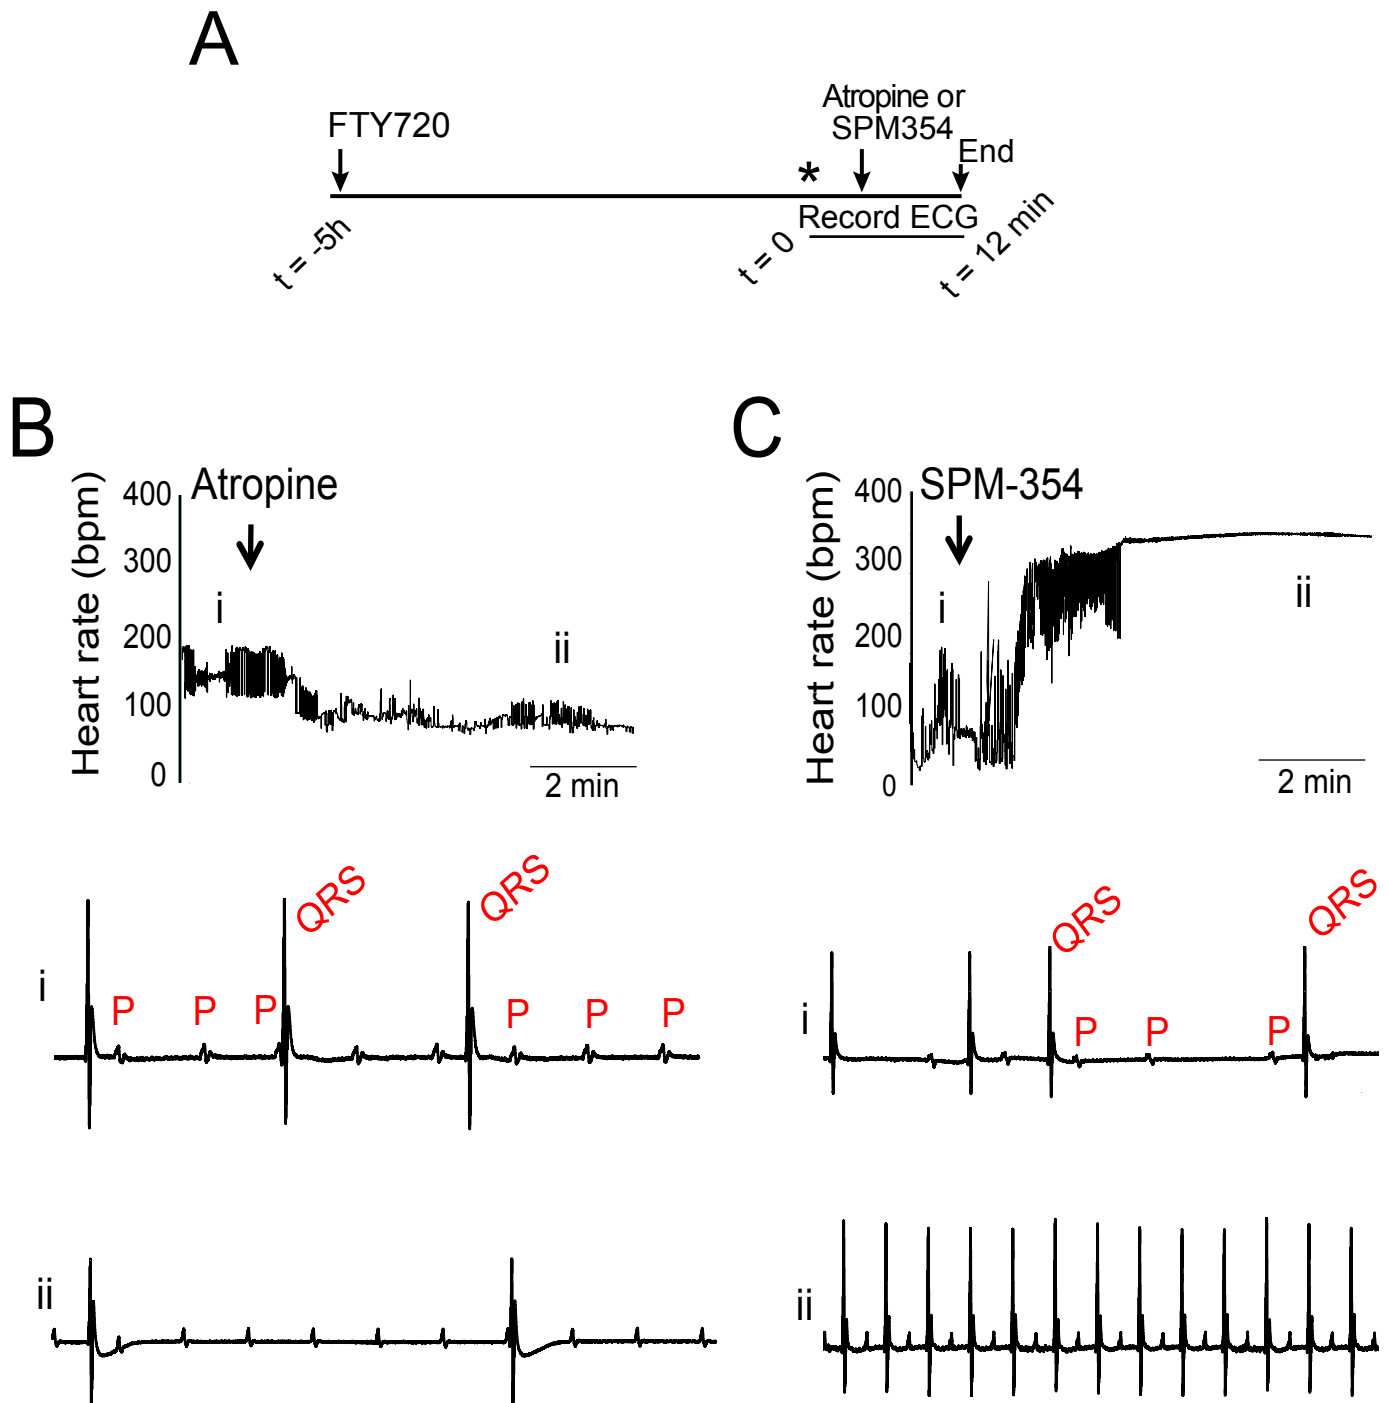 A
FTY720
Atropine or
SPM354
End
*
Record ECG
t = -5h
t = 0
t = 12 min
B
Atropine
Heart rate (bpm)
400
300
200
100
0
i
ii
2 min
C
SPM-354
Heart rate (bpm)
400
300
200
100
0
i
ii
2 min
i
P
P
P
QRS
QRS
P
P
P
i
QRS
P
P
P
QRS
ii
ii